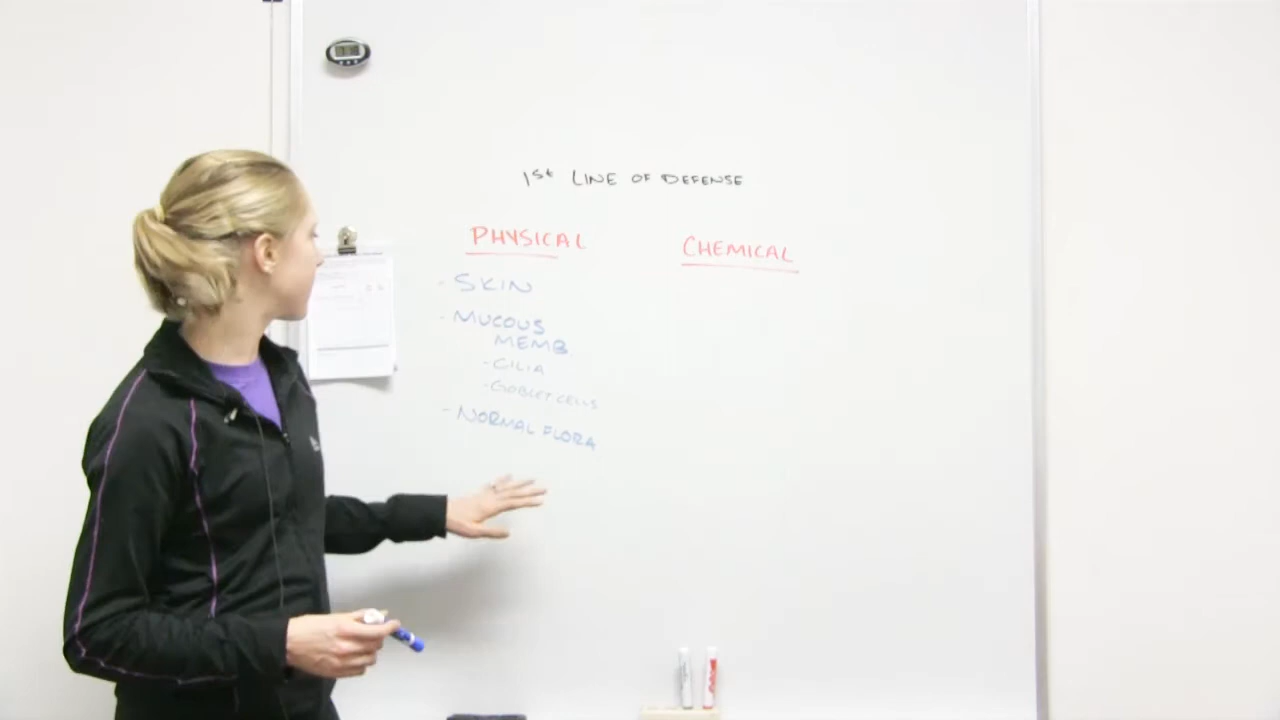 1st LINE OF DEFENSE
PHYSICAL
- SKIN
- MUCOUS
MEMB
- CILIA
- GOBLET CELLS
- NORMAL FLORA
CHEMICAL